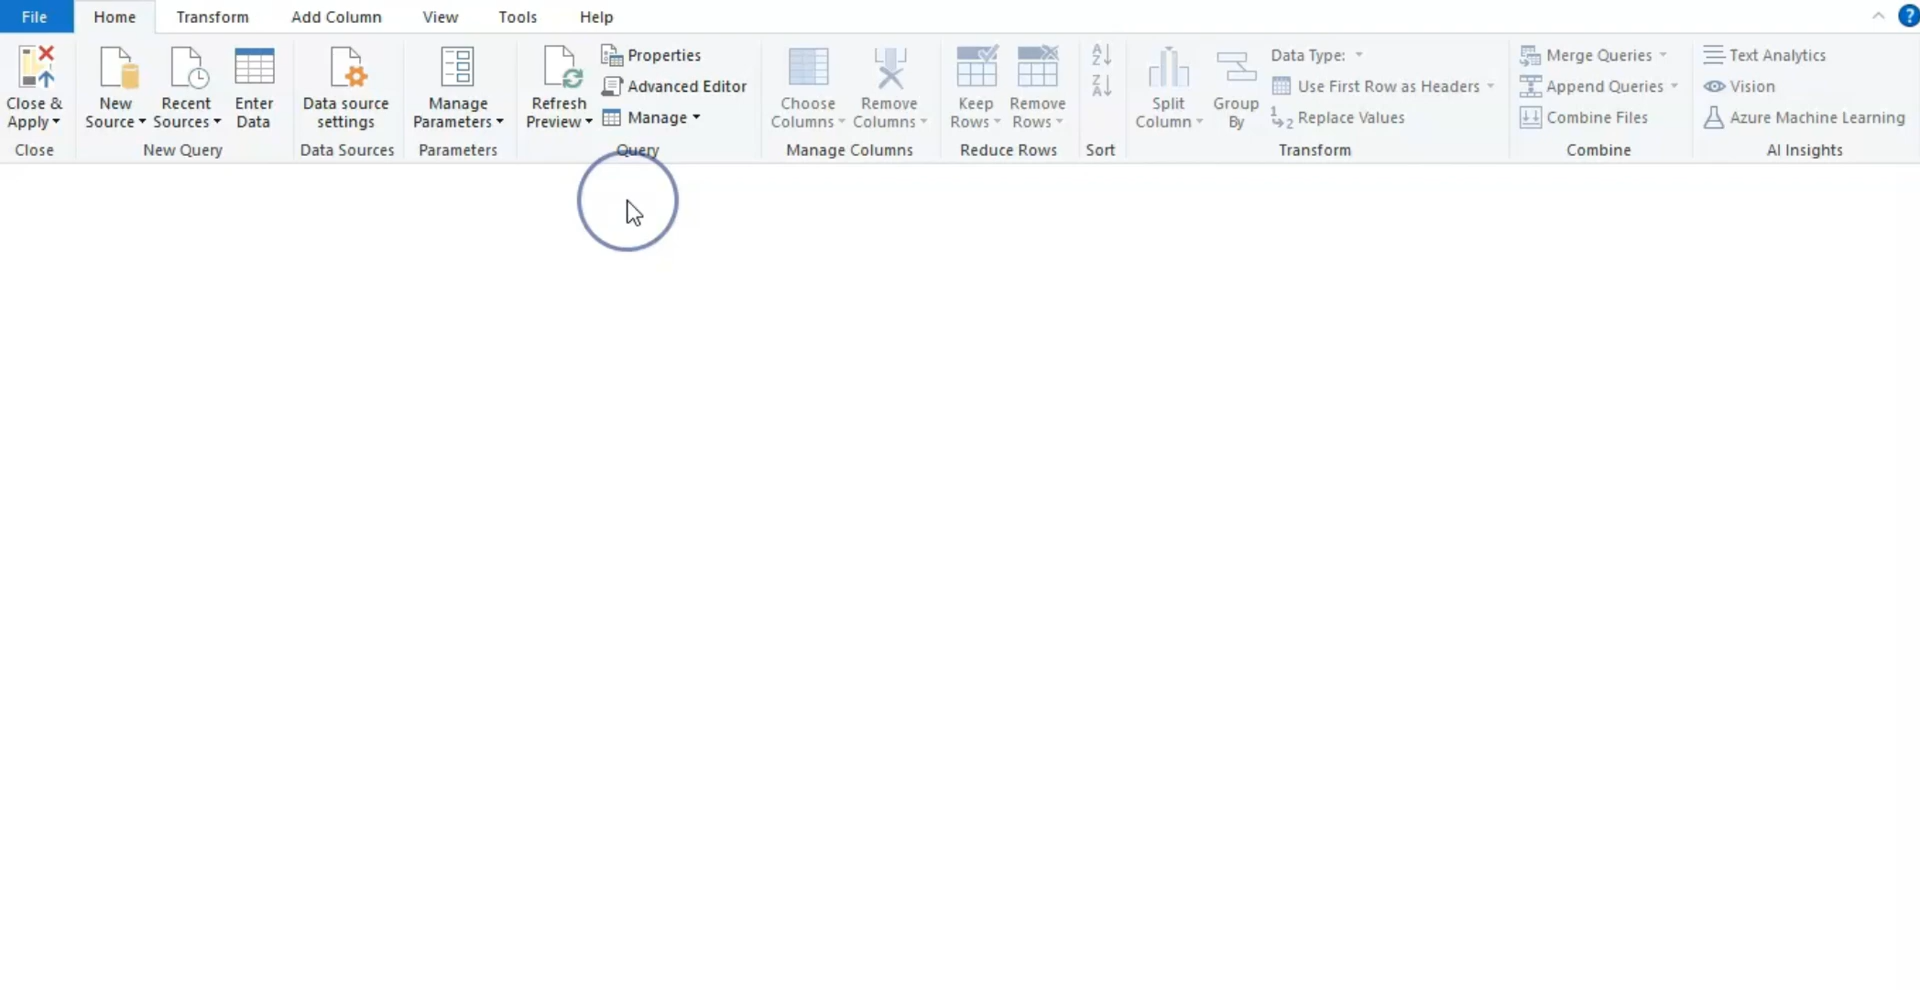 File Home Transform Add Column View Tools Help ?
Close & Apply
New Source
Recent Sources
Enter Data
Data source settings
Manage Parameters
Refresh Preview
Properties
Advanced Editor
Manage
Choose Columns
Remove Columns
Keep Rows
Remove Rows
A Z
Z A
Split Column
Group By
Data Type:
Use First Row as Headers
1 2 Replace Values
Merge Queries
Append Queries
Combine Files
Text Analytics
Vision
Azure Machine Learning
Close New Query Data Sources Parameters Query Manage Columns Reduce Rows Sort Transform Combine AI Insights